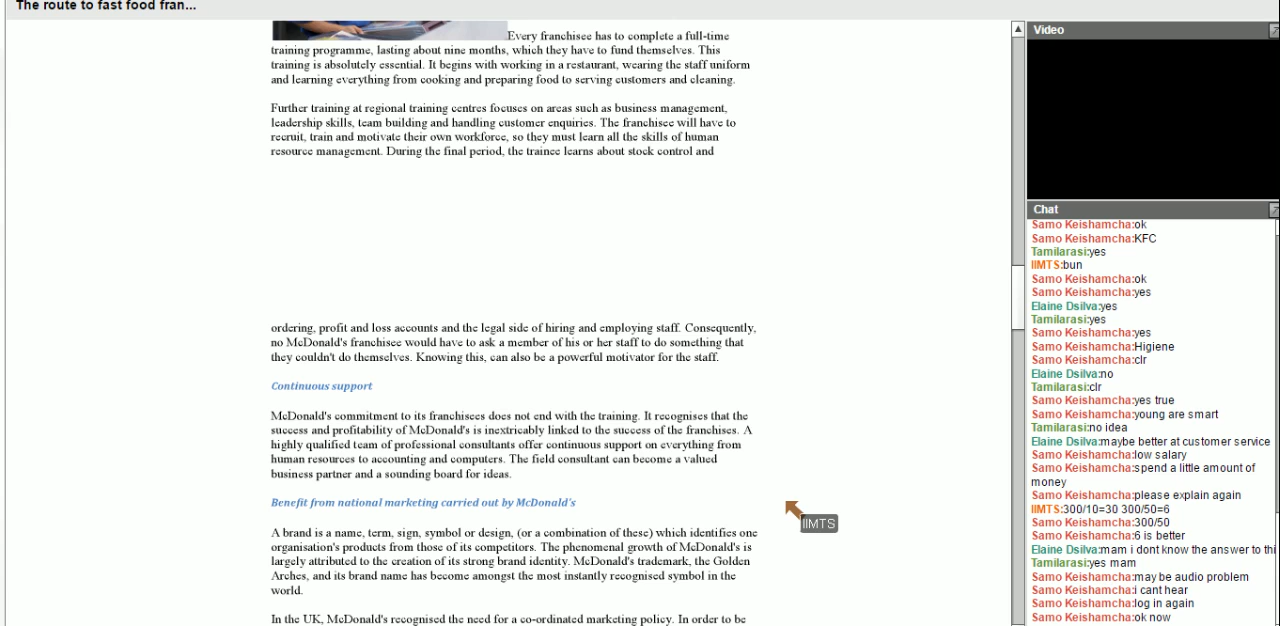 The route to fast food fran...
Every franchisee has to complete a full-time
training programme, lasting about nine months, which they have to fund themselves. This
training is absolutely essential. It begins with working in a restaurant, wearing the staff uniform
and learning everything from cooking and preparing food to serving customers and cleaning.
Further training at regional training centres focuses on areas such as business management,
leadership skills, team building and handling customer enquiries. The franchisee will have to
recruit, train and motivate their own workforce, so they must learn all the skills of human
resource management. During the final period, the trainee learns about stock control and
ordering, profit and loss accounts and the legal side of hiring and employing staff. Consequently,
no McDonald's franchisee would have to ask a member of his or her staff to do something that
they couldn't do themselves. Knowing this, can also be a powerful motivator for the staff.
Continuous support
McDonald's commitment to its franchisees does not end with the training. It recognises that the
success and profitability of McDonald's is inextricably linked to the success of the franchises. A
highly qualified team of professional consultants offer continuous support on everything from
human resources to accounting and computers. The field consultant can become a valued
business partner and a sounding board for ideas.
Benefit from national marketing carried out by McDonald's
A brand is a name, term, sign, symbol or design, (or a combination of these) which identifies one
organisation's products from those of its competitors. The phenomenal growth of McDonald's is
largely attributed to the creation of its strong brand identity. McDonald's trademark, the Golden
Arches, and its brand name has become amongst the most instantly recognised symbol in the
world.
In the UK, McDonald's recognised the need for a co-ordinated marketing policy. In order to be
IIMTS
Video
Chat
Samo Keishamcha:ok
Samo Keishamcha:KFC
Tamilarasi:yes
IIMTS:bun
Samo Keishamcha:ok
Samo Keishamcha:yes
Elaine Dsilva:yes
Tamilarasi:yes
Samo Keishamcha:yes
Samo Keishamcha:Higiene
Samo Keishamcha:clr
Elaine Dsilva:no
Tamilarasi:clr
Samo Keishamcha:yes true
Samo Keishamcha:young are smart
Tamilarasi:no idea
Elaine Dsilva:maybe better at customer service
Samo Keishamcha:low salary
Samo Keishamcha:spend a little amount of
money
Samo Keishamcha:please explain again
IIMTS:300/10=30 300/50=6
Samo Keishamcha:300/50
Samo Keishamcha:6 is better
Elaine Dsilva:mam i dont know the answer to thi
Tamilarasi:yes mam
Samo Keishamcha:may be audio problem
Samo Keishamcha:i cant hear
Samo Keishamcha:log in again
Samo Keishamcha:ok now